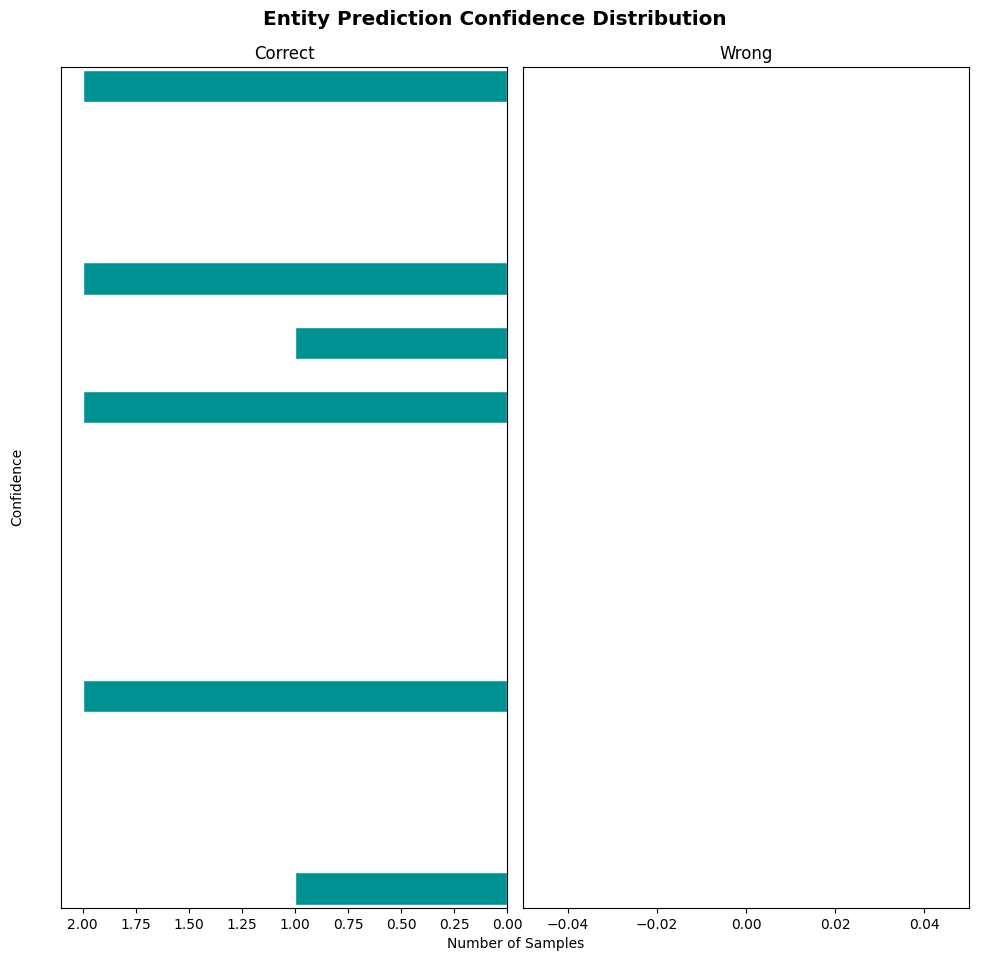 Entity Prediction Confidence Distribution
Correct
Wrong
Confidence
2.00 1.75 1.50 1.25 1.00 0.75 0.50 0.25 0.00
−0.04 −0.02 0.00 0.02 0.04
Number of Samples